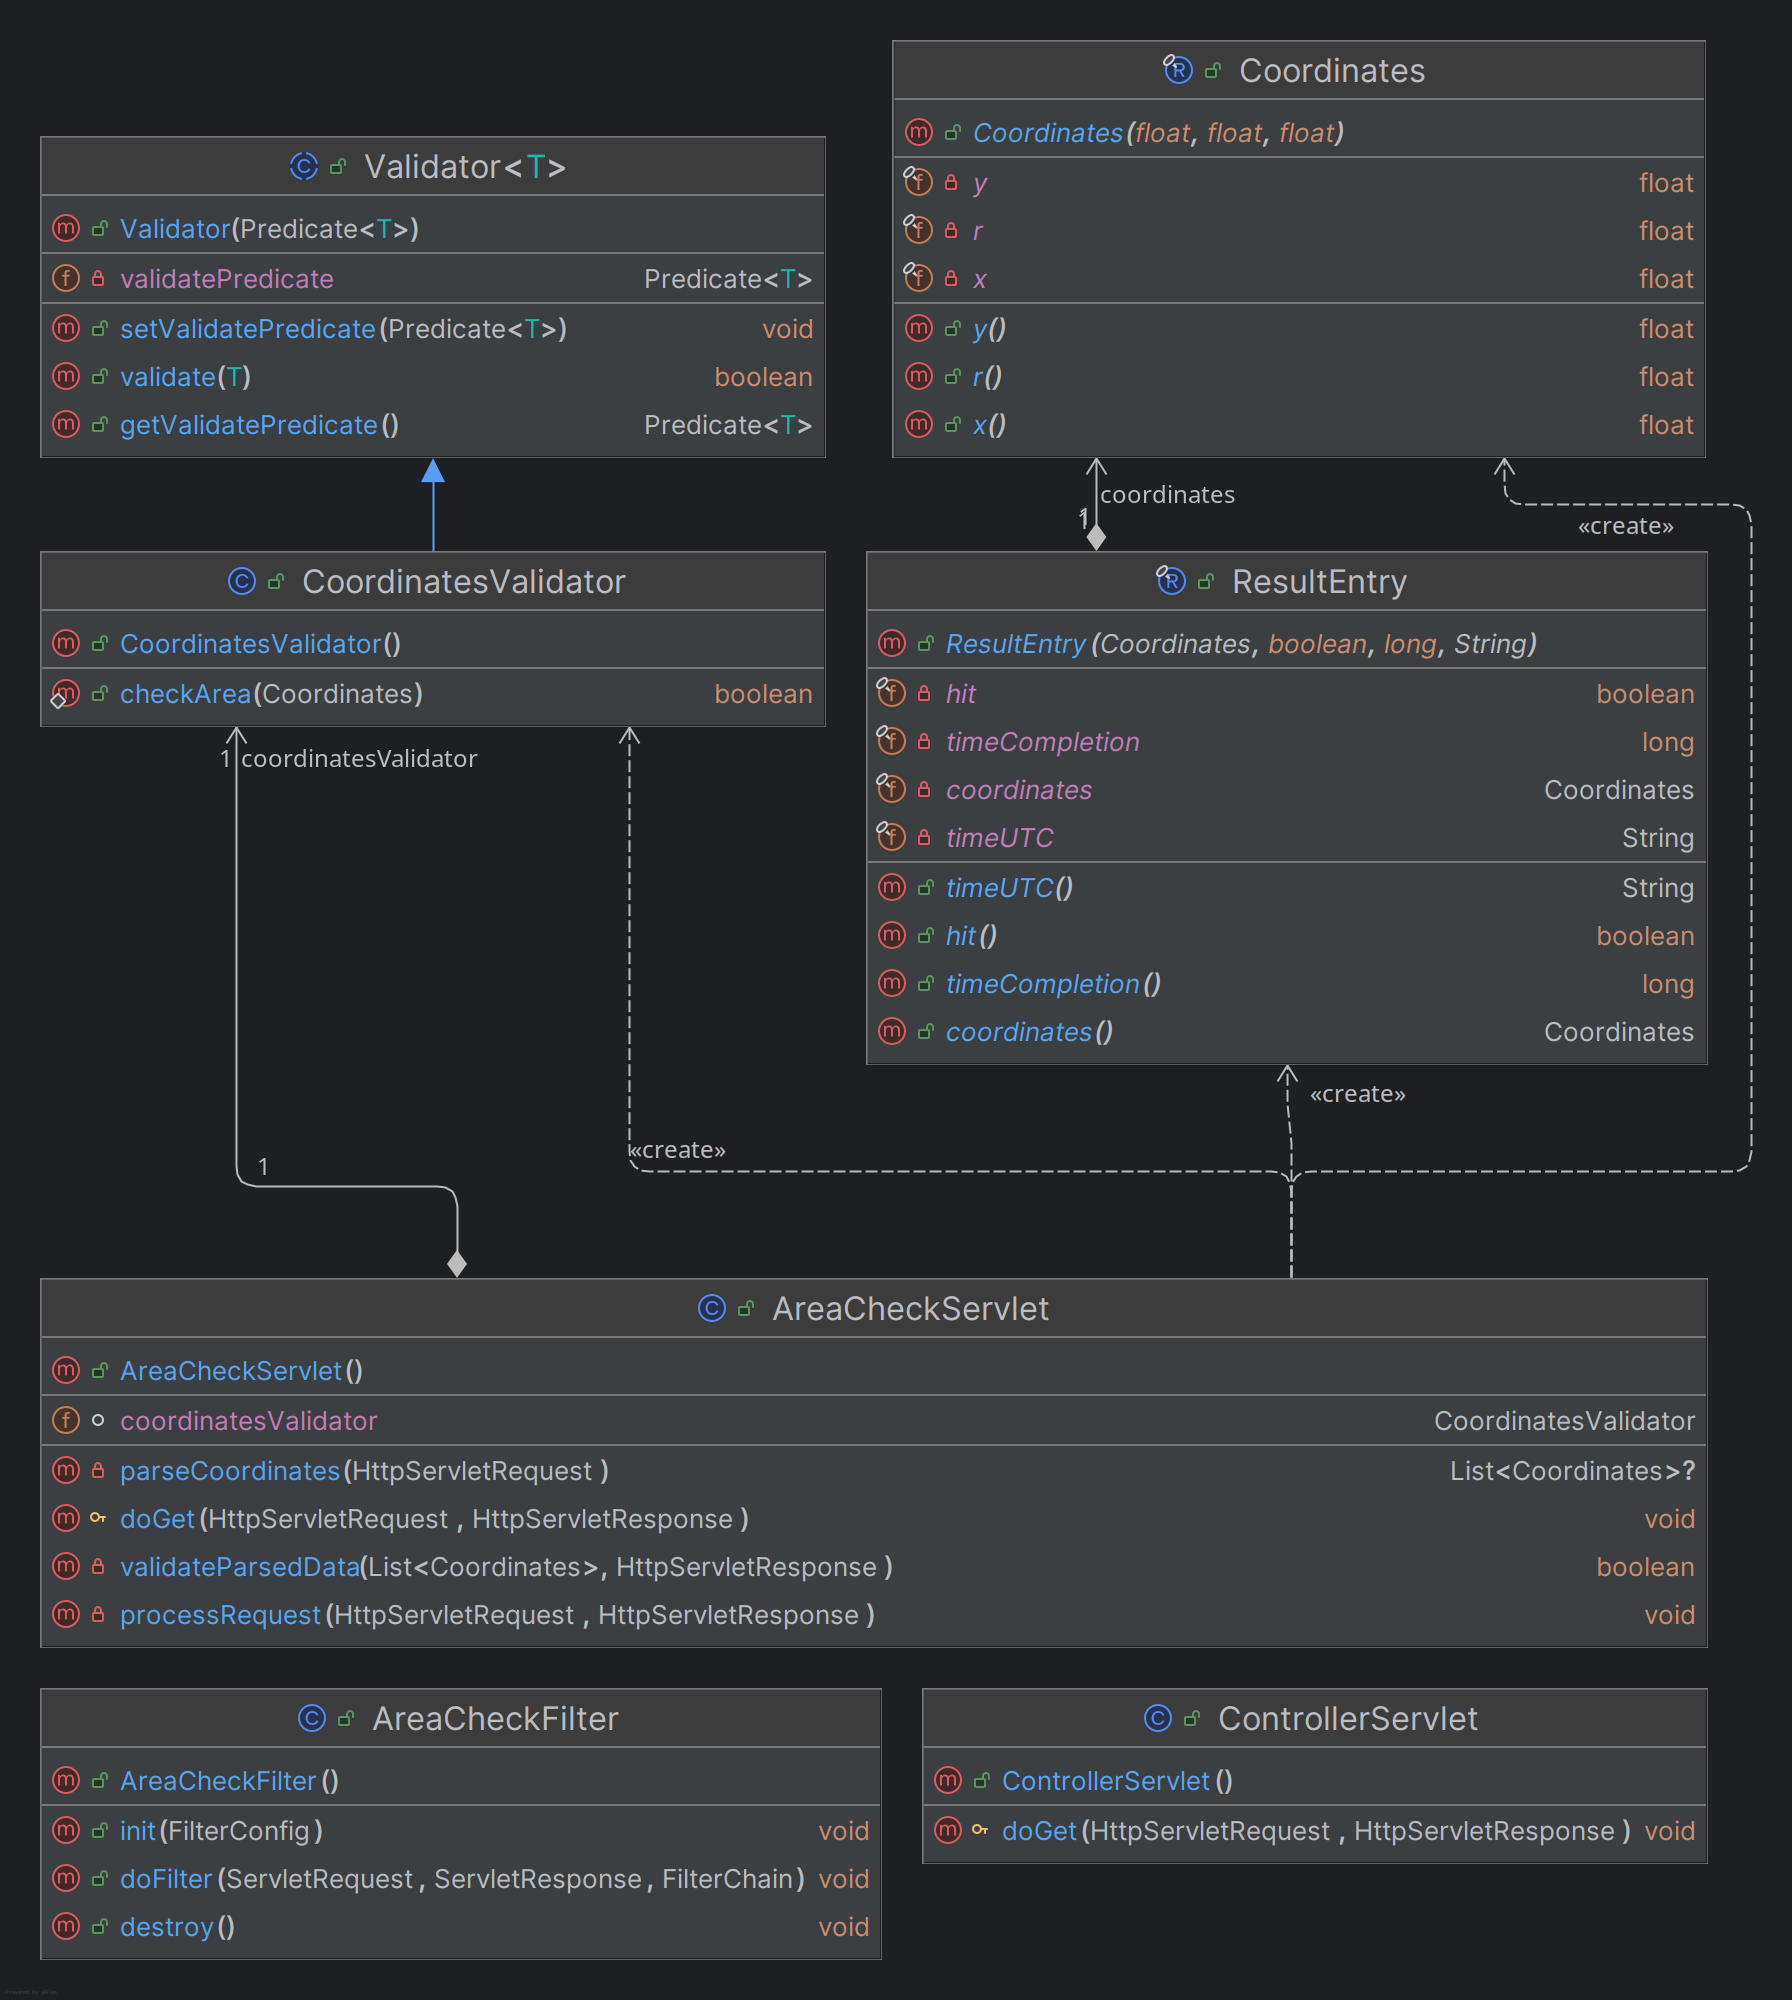 Coordinates
Coordinates(float, float, float)
y float
r float
x float
y() float
r() float
x() float
Validator<T>
Validator(Predicate<T>)
validatePredicate Predicate<T>
setValidatePredicate(Predicate<T>) void
validate(T) boolean
getValidatePredicate() Predicate<T>
coordinates
1
1
«create»
CoordinatesValidator
CoordinatesValidator()
checkArea(Coordinates) boolean
ResultEntry
ResultEntry(Coordinates, boolean, long, String)
hit boolean
timeCompletion long
coordinates Coordinates
timeUTC String
timeUTC() String
hit() boolean
timeCompletion() long
coordinates() Coordinates
1 coordinatesValidator
«create»
«create»
1
AreaCheckServlet
AreaCheckServlet()
coordinatesValidator CoordinatesValidator
parseCoordinates(HttpServletRequest) List<Coordinates>?
doGet(HttpServletRequest, HttpServletResponse) void
validateParsedData(List<Coordinates>, HttpServletResponse) boolean
processRequest(HttpServletRequest, HttpServletResponse) void
AreaCheckFilter
AreaCheckFilter()
init(FilterConfig) void
doFilter(ServletRequest, ServletResponse, FilterChain) void
destroy() void
ControllerServlet
ControllerServlet()
doGet(HttpServletRequest, HttpServletResponse) void